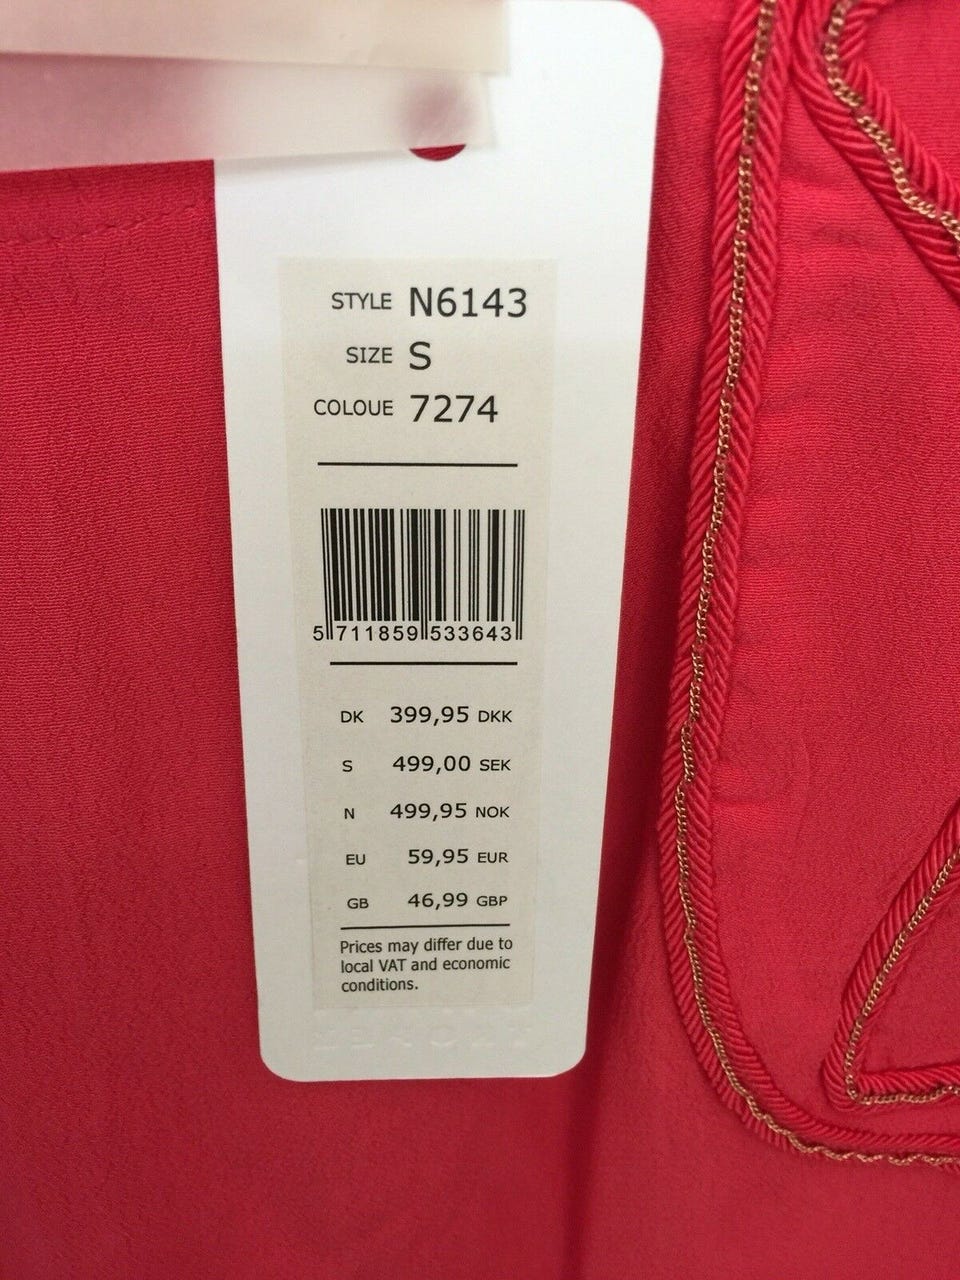 STYLE N6143
SIZE S
COLOUE 7274
5 711859 533643
DK 399,95 DKK
S 499,00 SEK
N 499,95 NOK
EU 59,95 EUR
GB 46,99 GBP
Prices may differ due to
local VAT and economic
conditions.